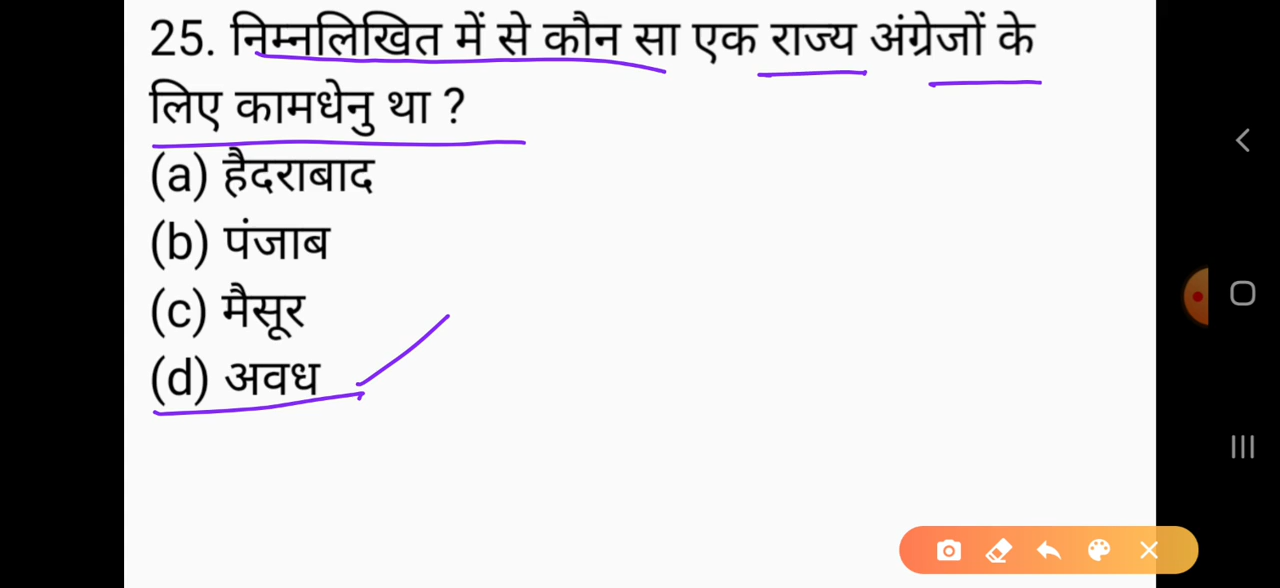 25. निम्नलिखित में से कौन सा एक राज्य अंग्रेजों के
लिए कामधेनु था ?
(a) हैदराबाद
(b) पंजाब
(c) मैसूर
(d) अवध